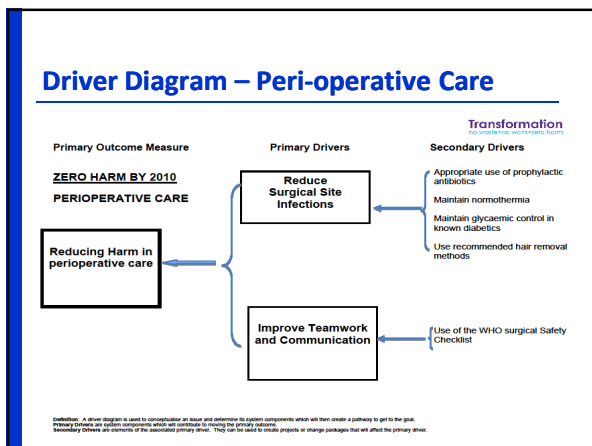 Driver Diagram – Peri-operative Care
Transformation
no waste•no waits•zero harm
Primary Outcome Measure
Primary Drivers
Secondary Drivers
ZERO HARM BY 2010
PERIOPERATIVE CARE
Reducing Harm in
perioperative care
Reduce
Surgical Site
Infections
Appropriate use of prophylactic
antibiotics
Maintain normothermia
Maintain glycaemic control in
known diabetics
Use recommended hair removal
methods
Improve Teamwork
and Communication
Use of the WHO surgical Safety
Checklist
Definition: A driver diagram is used to conceptualise an issue and determine its system components which will then create a pathway to get to the goal.
Primary Drivers are system components which will contribute to moving the primary outcome.
Secondary Drivers are elements of the associated primary driver. They can be used to create projects or change packages that will affect the primary driver.